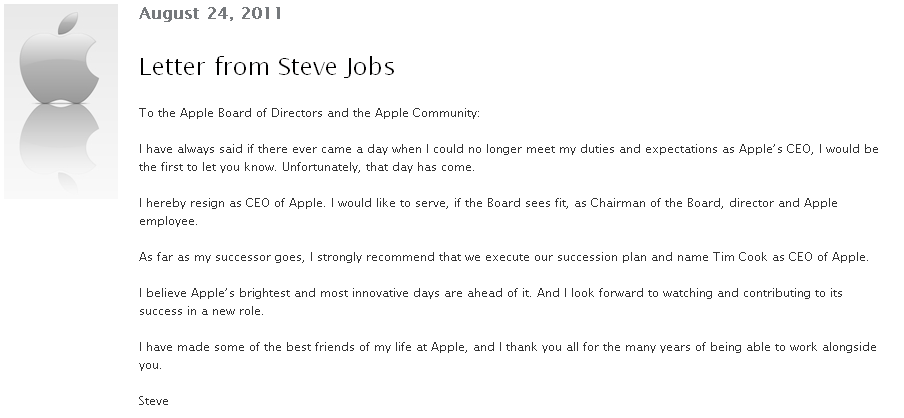 August 24, 2011
Letter from Steve Jobs
To the Apple Board of Directors and the Apple Community:
I have always said if there ever came a day when I could no longer meet my duties and expectations as Apple’s CEO, I would be
the first to let you know. Unfortunately, that day has come.
I hereby resign as CEO of Apple. I would like to serve, if the Board sees fit, as Chairman of the Board, director and Apple
employee.
As far as my successor goes, I strongly recommend that we execute our succession plan and name Tim Cook as CEO of Apple.
I believe Apple’s brightest and most innovative days are ahead of it. And I look forward to watching and contributing to its
success in a new role.
I have made some of the best friends of my life at Apple, and I thank you all for the many years of being able to work alongside
you.
Steve